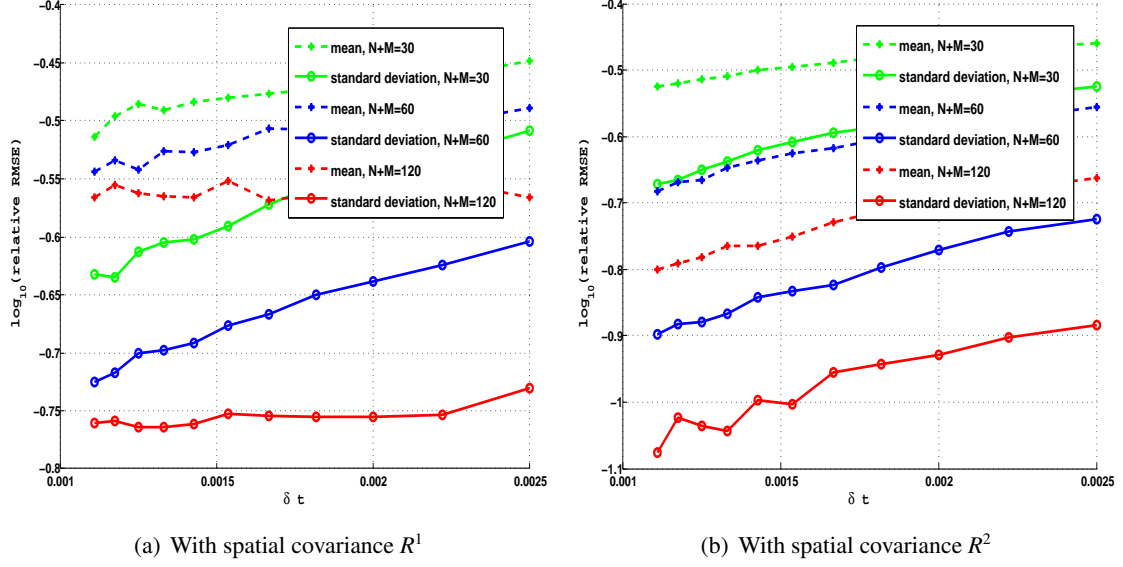 −0.4
−0.45
−0.5
−0.55
−0.6
−0.65
−0.7
−0.75
−0.8
0.001
0.0015
0.002
0.0025
log10(relative RMSE)
δ t
mean, N+M=30
standard deviation, N+M=30
mean, N+M=60
standard deviation, N+M=60
mean, N+M=120
standard deviation, N+M=120
(a) With spatial covariance R¹
−0.4
−0.5
−0.6
−0.7
−0.8
−0.9
−1
−1.1
0.001
0.0015
0.002
0.0025
log10(relative RMSE)
δ t
mean, N+M=30
standard deviation, N+M=30
mean, N+M=60
standard deviation, N+M=60
mean, N+M=120
standard deviation, N+M=120
(b) With spatial covariance R²